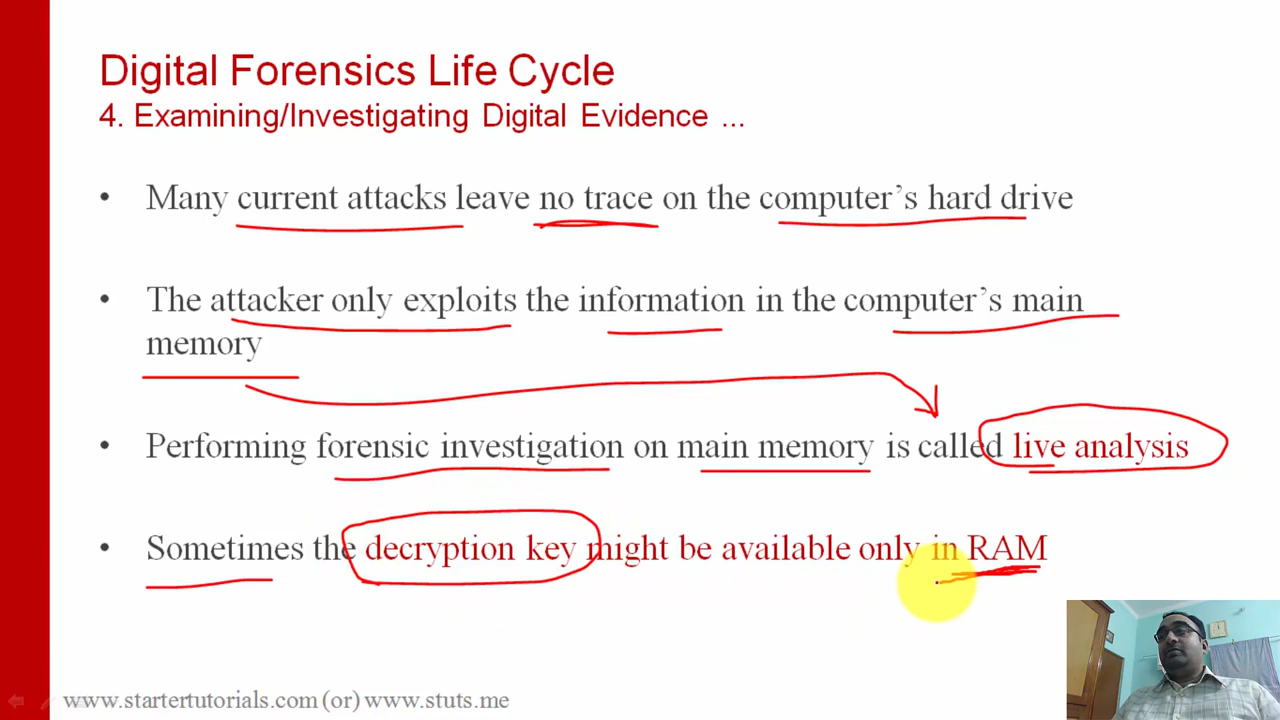 Digital Forensics Life Cycle
4. Examining/Investigating Digital Evidence ...
• Many current attacks leave no trace on the computer’s hard drive
• The attacker only exploits the information in the computer’s main
memory
• Performing forensic investigation on main memory is called live analysis
• Sometimes the decryption key might be available only in RAM
www.startertutorials.com (or) www.stuts.me